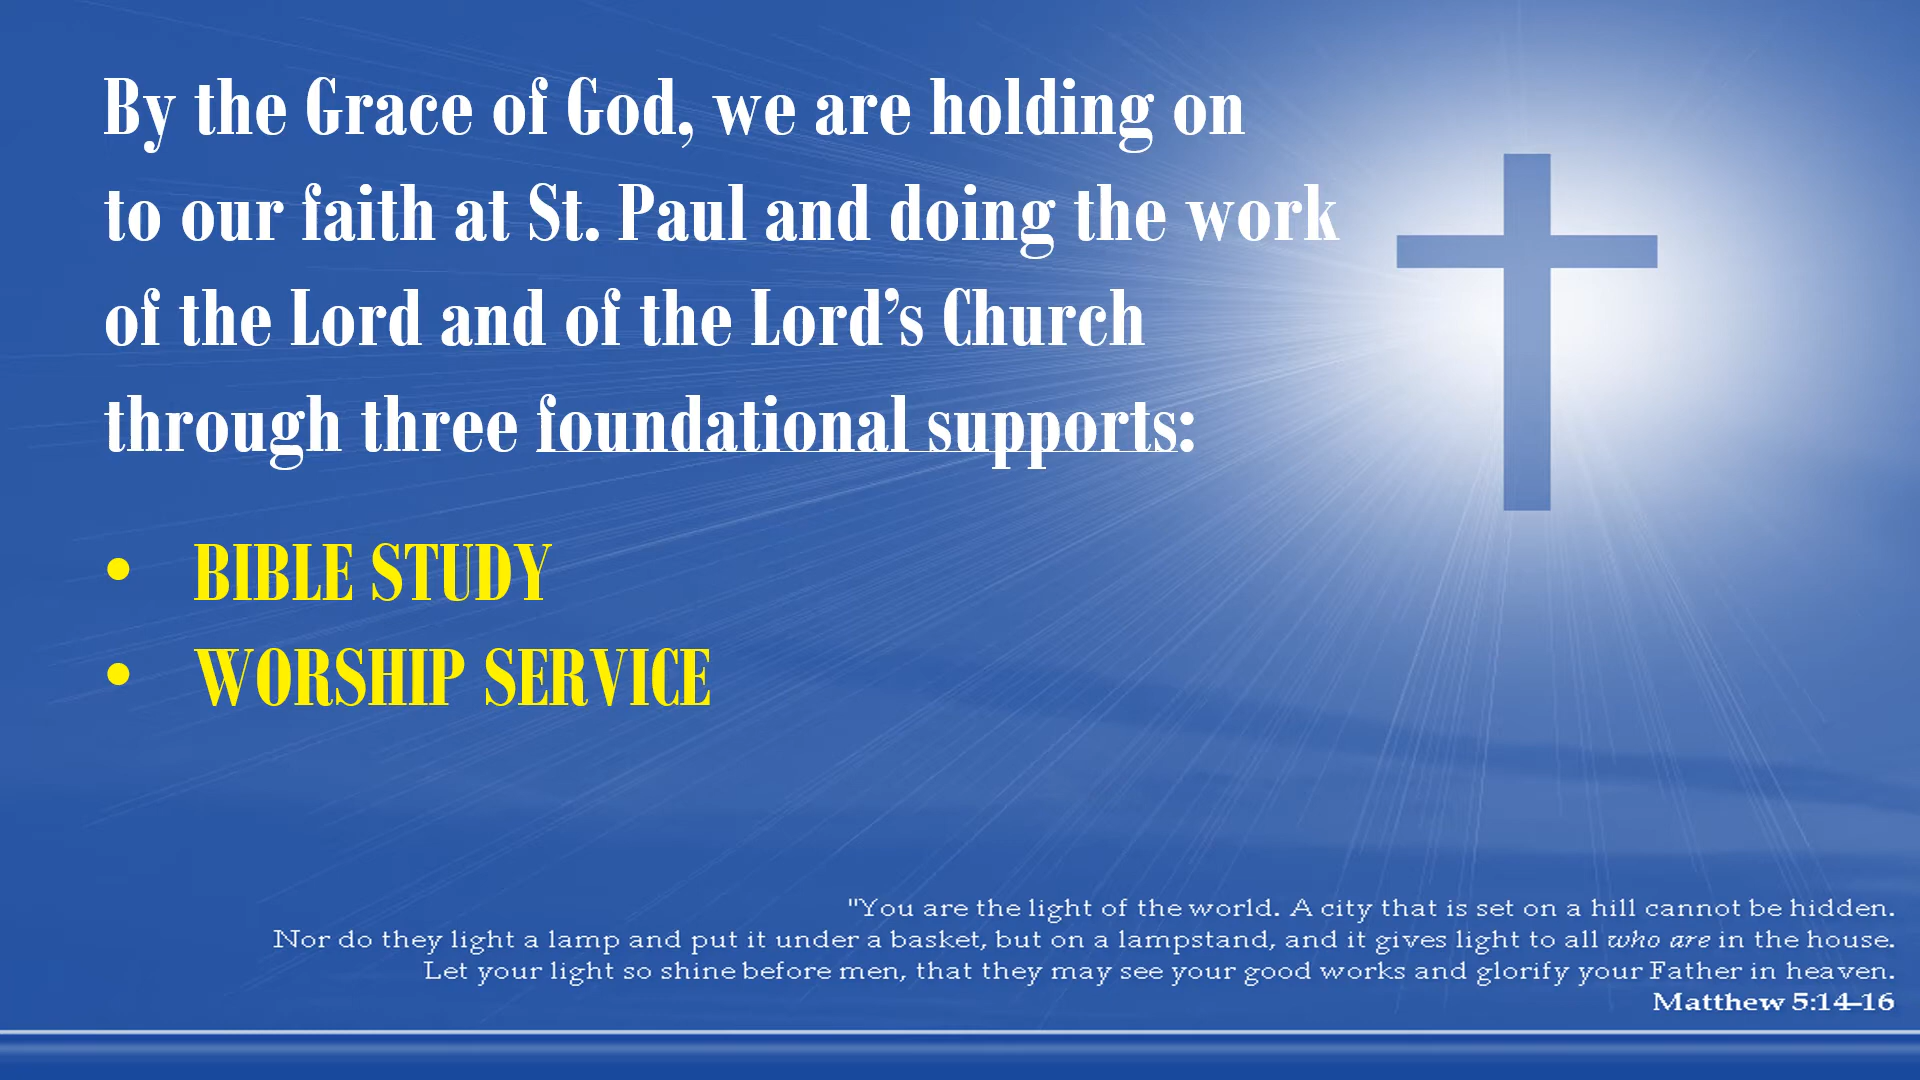 By the Grace of God, we are holding on
to our faith at St. Paul and doing the work
of the Lord and of the Lord’s Church
through three foundational supports:
• BIBLE STUDY
• WORSHIP SERVICE
"You are the light of the world. A city that is set on a hill cannot be hidden.
Nor do they light a lamp and put it under a basket, but on a lampstand, and it gives light to all who are in the house.
Let your light so shine before men, that they may see your good works and glorify your Father in heaven.
Matthew 5:14–16